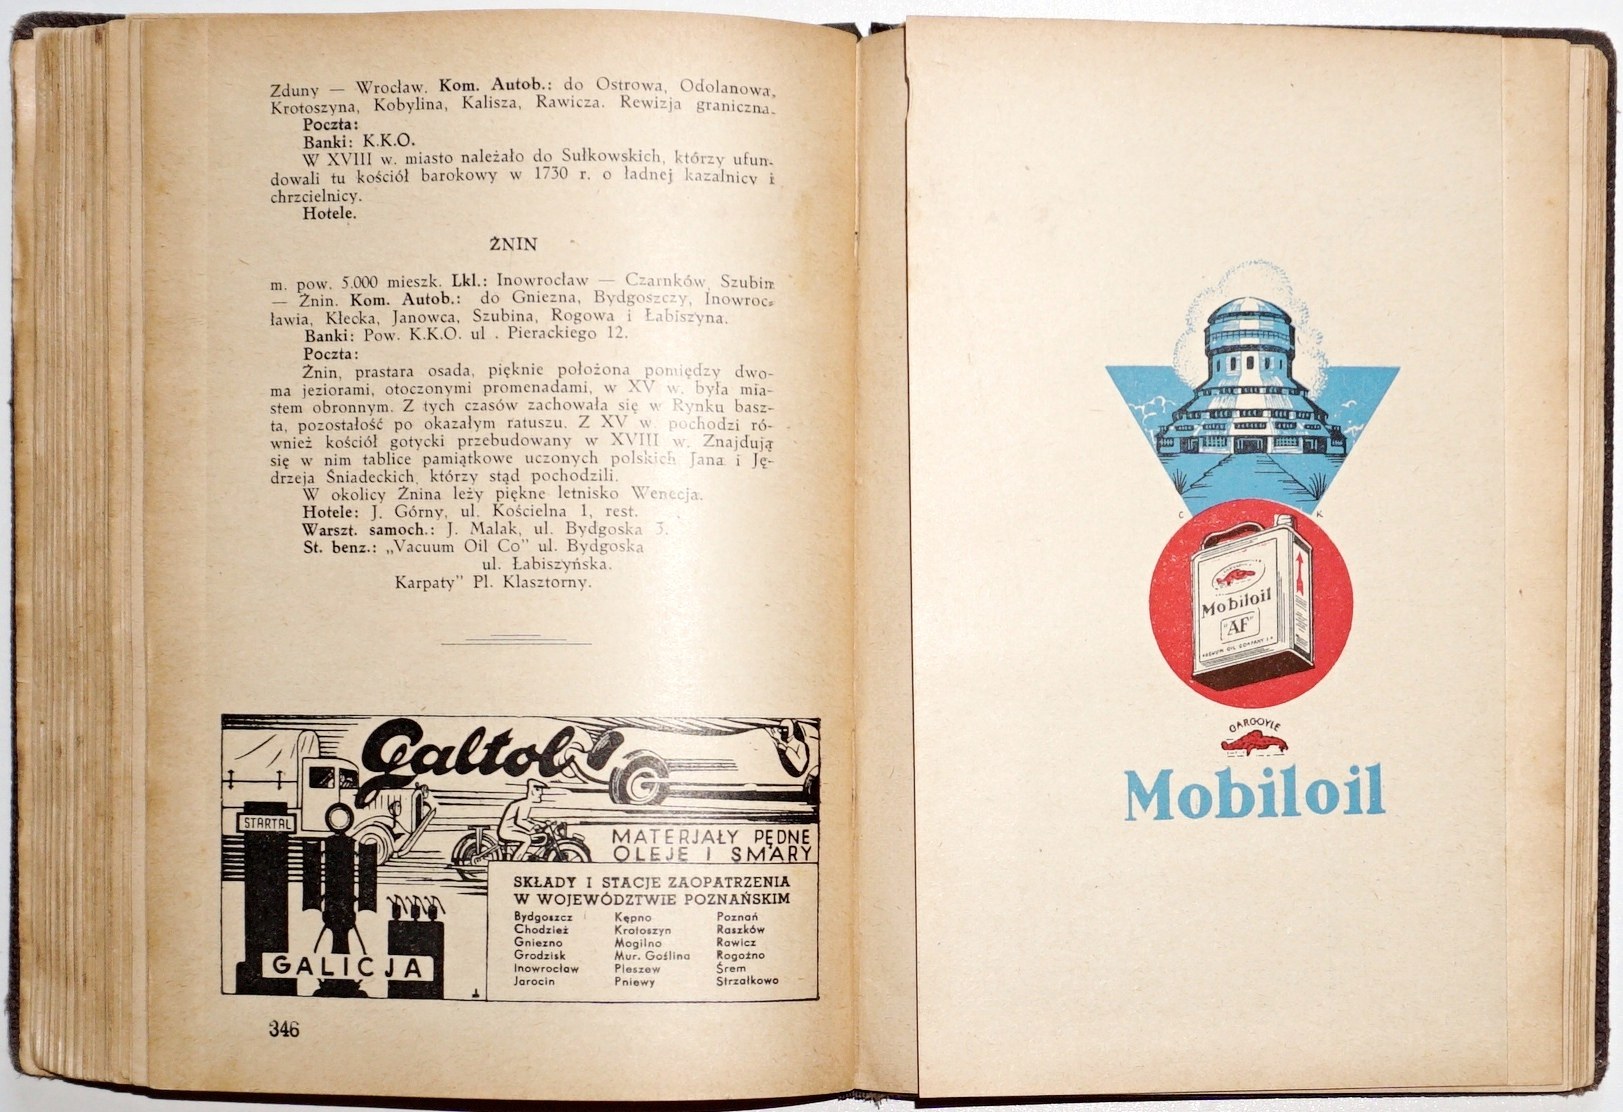 Zduny — Wrocław. Kom. Autob.: do Ostrowa, Odolanowa,
Krotoszyna, Kobylina, Kalisza, Rawicza. Rewizja graniczna.
Poczta:
Banki: K.K.O.
W XVIII w. miasto należało do Sułkowskich, którzy ufun-
dowali tu kościół barokowy w 1730 r. o ładnej kazalnicy i
chrzcielnicy.
Hotele.
ŻNIN
m. pow. 5.000 mieszk. Lkl.: Inowrocław — Czarnków, Szubin
— Żnin. Kom. Autob.: do Gniezna, Bydgoszczy, Inowroc-
ławia, Kłecka, Janowca, Szubina, Rogowa i Łabiszyna.
Banki: Pow. K.K.O. ul . Pierackiego 12.
Poczta:
Żnin, prastara osada, pięknie położona pomiędzy dwo-
ma jeziorami, otoczonymi promenadami, w XV w. była mia-
stem obronnym. Z tych czasów zachowała się w Rynku basz-
ta, pozostałość po okazałym ratuszu. Z XV w. pochodzi ró-
wnież kościół gotycki przebudowany w XVIII w. Znajdują
się w nim tablice pamiątkowe uczonych polskich Jana i Ję-
drzeja Śniadeckich, którzy stąd pochodzili.
W okolicy Żnina leży piękne letnisko Wenecja.
Hotele: J. Górny, ul. Kościelna 1, rest.
Warszt. samoch.: J. Malak, ul. Bydgoska 3.
St. benz.: „Vacuum Oil Co" ul. Bydgoska
ul. Łabiszyńska.
Karpaty" Pl. Klasztorny.
Galtol
STARTAL
MATERJAŁY PĘDNE
OLEJE I SMARY
GALICJA
SKŁADY I STACJE ZAOPATRZENIA
W WOJEWÓDZTWIE POZNAŃSKIM
Bydgoszcz Kępno Poznań
Chodzież Krotoszyn Raszków
Gniezno Mogilno Rawicz
Grodzisk Mur. Goślina Rogoźno
Inowrocław Pleszew Śrem
Jarocin Pniewy Strzałkowo
346
C K
Mobiloil
"AF"
GARGOYLE
Mobiloil